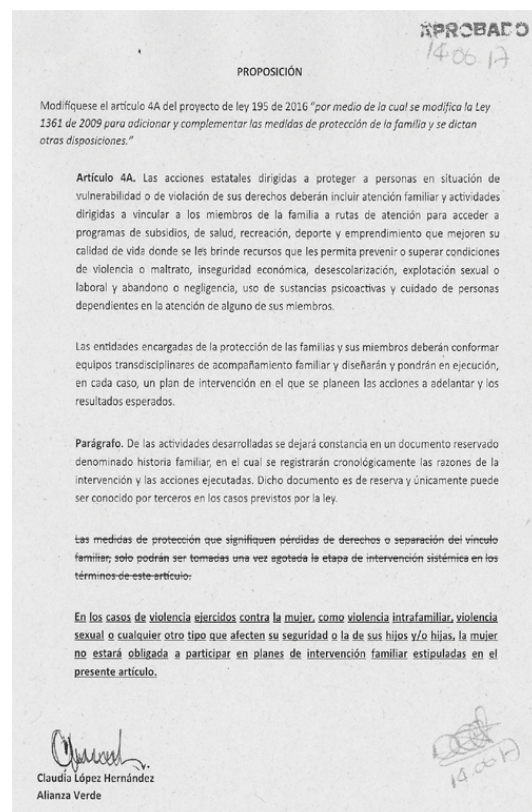 APROBADO
14 06 17
PROPOSICIÓN
Modifíquese el artículo 4A del proyecto de ley 195 de 2016 "por medio de la cual se modifica la Ley
1361 de 2009 para adicionar y complementar las medidas de protección de la familia y se dictan
otras disposiciones."
Artículo 4A. Las acciones estatales dirigidas a proteger a personas en situación de
vulnerabilidad o de violación de sus derechos deberán incluir atención familiar y actividades
dirigidas a vincular a los miembros de la familia a rutas de atención para acceder a
programas de subsidios, de salud, recreación, deporte y emprendimiento que mejoren su
calidad de vida donde se les brinde recursos que les permita prevenir o superar condiciones
de violencia o maltrato, inseguridad económica, desescolarización, explotación sexual o
laboral y abandono o negligencia, uso de sustancias psicoactivas y cuidado de personas
dependientes en la atención de alguno de sus miembros.
Las entidades encargadas de la protección de las familias y sus miembros deberán conformar
equipos transdisciplinares de acompañamiento familiar y diseñarán y pondrán en ejecución,
en cada caso, un plan de intervención en el que se planeen las acciones a adelantar y los
resultados esperados.
Parágrafo. De las actividades desarrolladas se dejará constancia en un documento reservado
denominado historia familiar, en el cual se registrarán cronológicamente las razones de la
intervención y las acciones ejecutadas. Dicho documento es de reserva y únicamente puede
ser conocido por terceros en los casos previstos por la ley.
Las medidas de protección que signifiquen pérdidas de derechos o separación del vínculo
familiar, solo podrán ser tomadas una vez agotada la etapa de intervención sistémica en los
términos de este artículo.
En los casos de violencia ejercidos contra la mujer, como violencia intrafamiliar, violencia
sexual o cualquier otro tipo que afecten su seguridad o la de sus hijos y/o hijas, la mujer
no estará obligada a participar en planes de intervención familiar estipuladas en el
presente artículo.
Claudia López Hernández
Alianza Verde
14 06 17